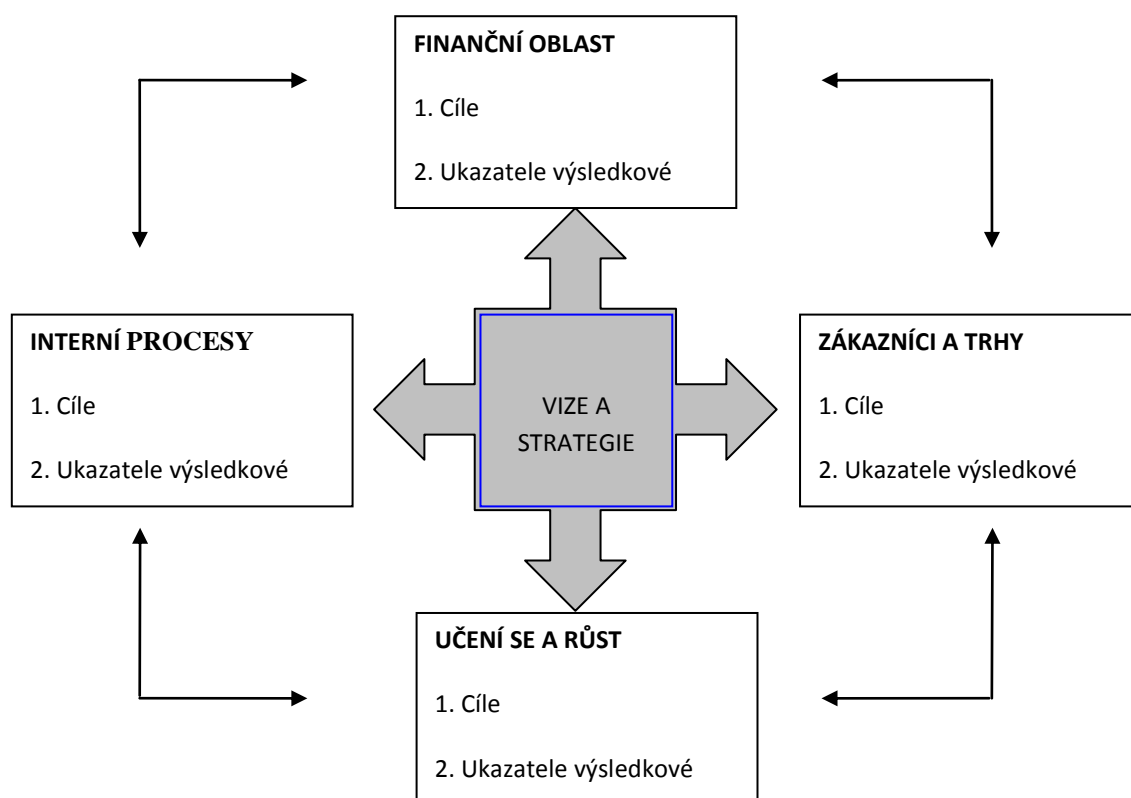 FINANČNÍ OBLAST
1. Cíle
2. Ukazatele výsledkové
INTERNÍ PROCESY
1. Cíle
2. Ukazatele výsledkové
VIZE A
STRATEGIE
ZÁKAZNÍCI A TRHY
1. Cíle
2. Ukazatele výsledkové
UČENÍ SE A RŮST
1. Cíle
2. Ukazatele výsledkové